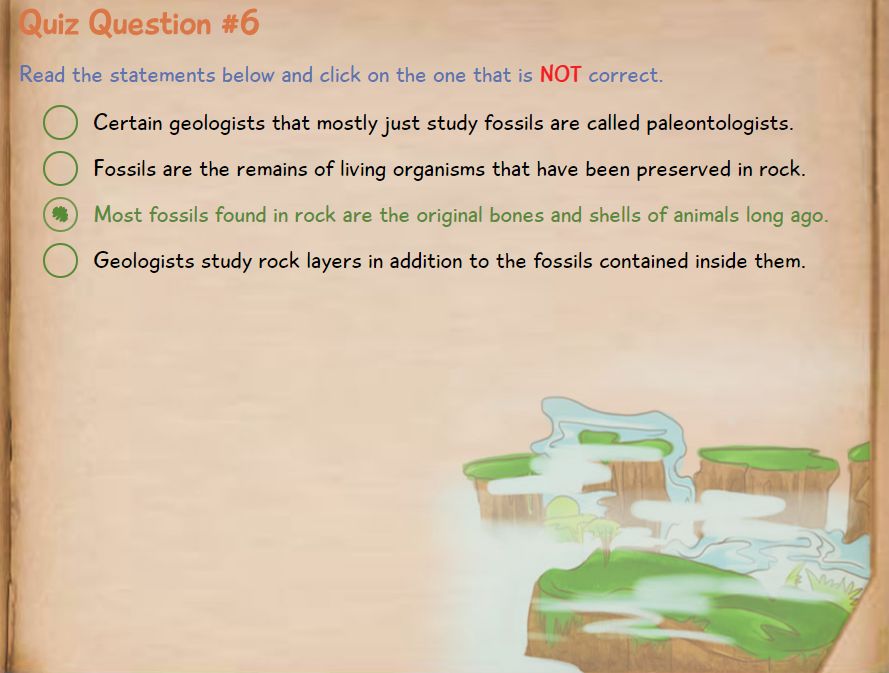 Quiz Question #6
Read the statements below and click on the one that is NOT correct.
Certain geologists that mostly just study fossils are called paleontologists.
Fossils are the remains of living organisms that have been preserved in rock.
Most fossils found in rock are the original bones and shells of animals long ago.
Geologists study rock layers in addition to the fossils contained inside them.